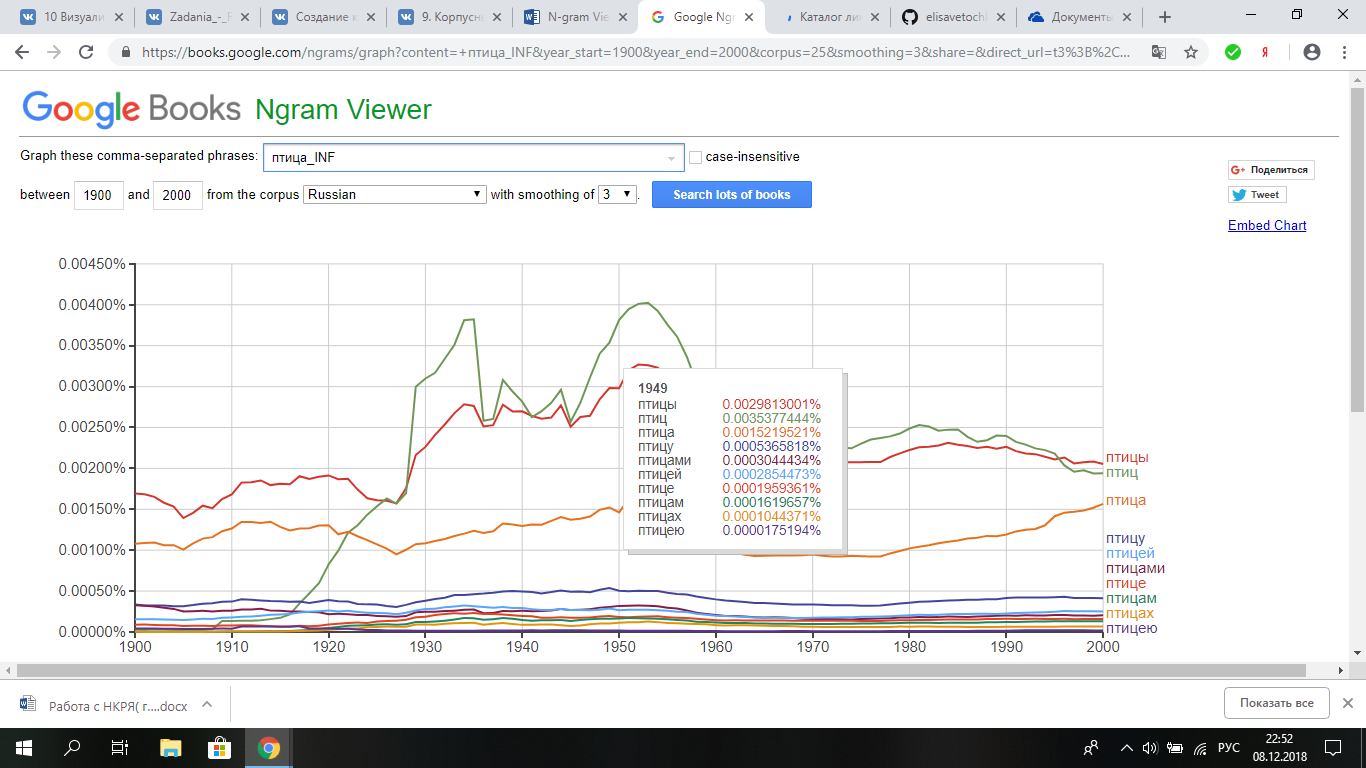 10 Визуали
Zadania_-_F
Создание к
9. Корпусн
N-gram Vie
Google Ngr
Каталог ли
elisavetochk
Документы
https://books.google.com/ngrams/graph?content=+птица_INF&year_start=1900&year_end=2000&corpus=25&smoothing=3&share=&direct_url=t3%3B%2C...
Google Books Ngram Viewer
Graph these comma-separated phrases: птица_INF case-insensitive
between 1900 and 2000 from the corpus Russian with smoothing of 3 . Search lots of books
G+ Поделиться
Tweet
Embed Chart
0.00450%
0.00400%
0.00350%
0.00300%
0.00250%
0.00200%
0.00150%
0.00100%
0.00050%
0.00000%
1949
птицы 0.0029813001%
птиц 0.0035377444%
птица 0.0015219521%
птицу 0.0005365818%
птицами 0.0003044434%
птицей 0.0002854473%
птице 0.0001959361%
птицам 0.0001619657%
птицах 0.0001044371%
птицею 0.0000175194%
птицы
птиц
птица
птицу
птицей
птицами
птице
птицам
птицах
птицею
1900 1910 1920 1930 1940 1950 1960 1970 1980 1990 2000
Работа с НКРЯ( г....docx
Показать все
РУС
22:52
08.12.2018